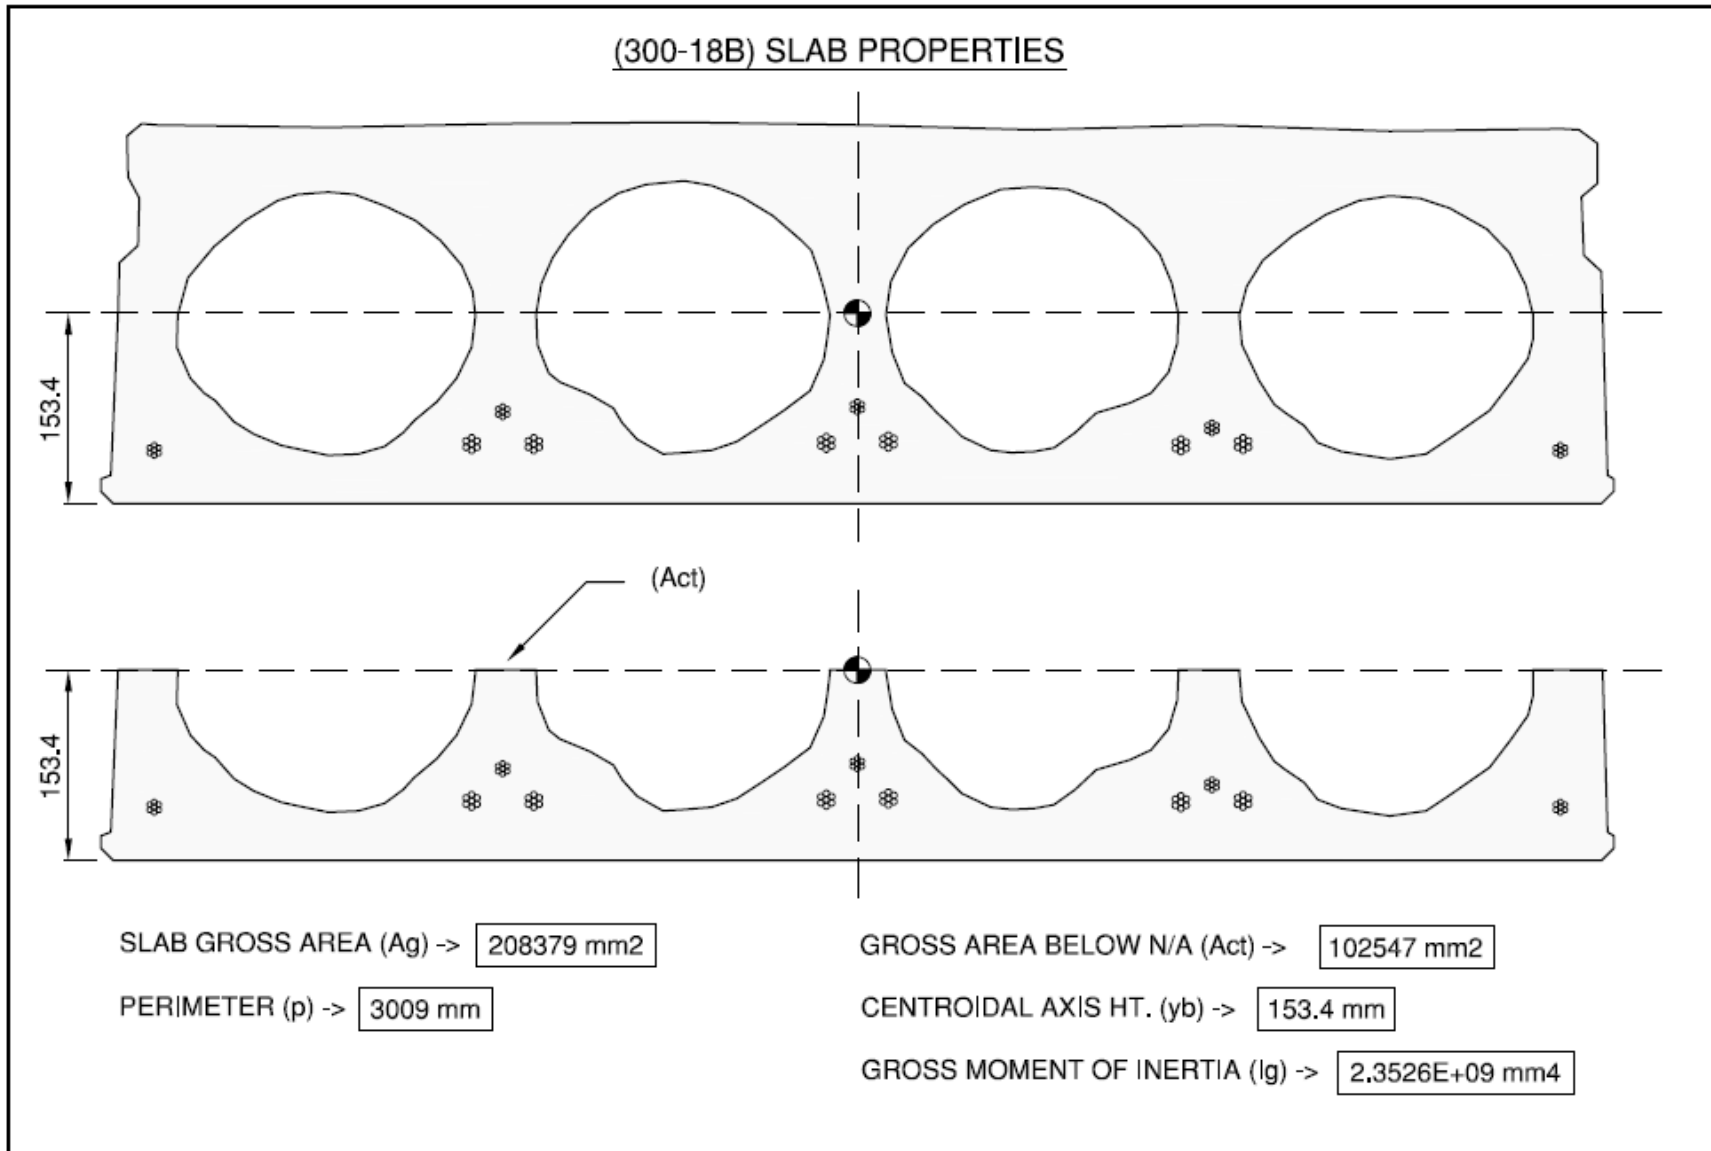 (300-18B) SLAB PROPERTIES
153.4
(Act)
153.4
SLAB GROSS AREA (Ag) -> 208379 mm2
GROSS AREA BELOW N/A (Act) -> 102547 mm2
PERIMETER (p) -> 3009 mm
CENTROIDAL AXIS HT. (yb) -> 153.4 mm
GROSS MOMENT OF INERTIA (Ig) -> 2.3526E+09 mm4